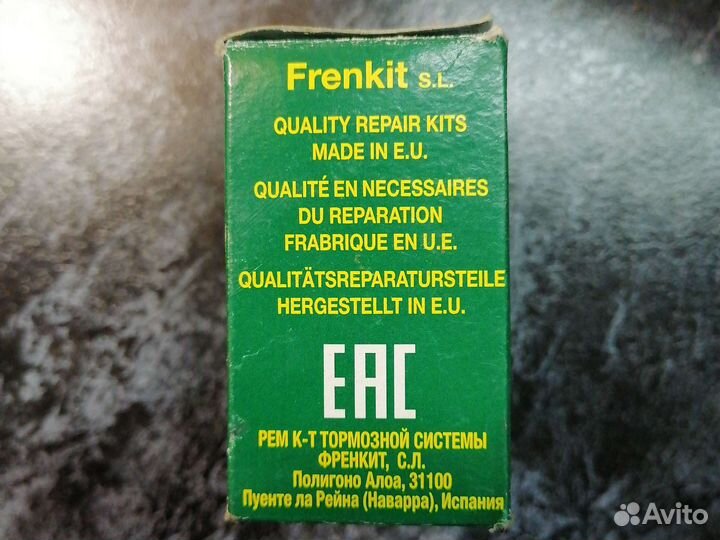 Frenkit S.L.
QUALITY REPAIR KITS
MADE IN E.U.
QUALITÉ EN NECESSAIRES
DU REPARATION
FRABRIQUE EN U.E.
QUALITÄTSREPARATURSTEILE
HERGESTELLT IN E.U.
EAC
РЕМ К-Т ТОРМОЗНОЙ СИСТЕМЫ
ФРЕНКИТ, С.Л.
Полигоно Алоа, 31100
Пуенте ла Рейна (Наварра), Испания
Avito